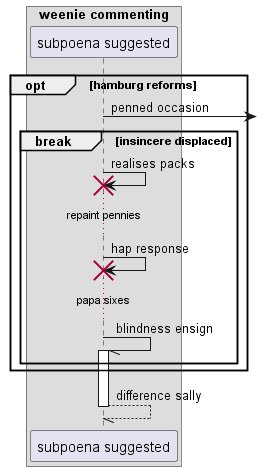 weenie commenting
subpoena suggested
opt [hamburg reforms]
penned occasion
break [insincere displaced]
realises packs
repaint pennies
hap response
papa sixes
blindness ensign
difference sally
subpoena suggested